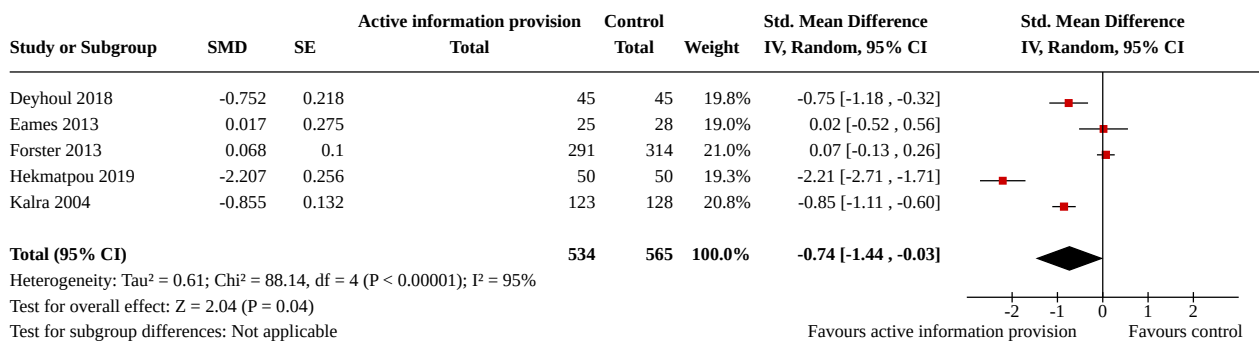 Active information provision Control Std. Mean Difference Std. Mean Difference
Study or Subgroup SMD SE Total Total Weight IV, Random, 95% CI IV, Random, 95% CI
Deyhoul 2018 -0.752 0.218 45 45 19.8% -0.75 [-1.18 , -0.32]
Eames 2013 0.017 0.275 25 28 19.0% 0.02 [-0.52 , 0.56]
Forster 2013 0.068 0.1 291 314 21.0% 0.07 [-0.13 , 0.26]
Hekmatpou 2019 -2.207 0.256 50 50 19.3% -2.21 [-2.71 , -1.71]
Kalra 2004 -0.855 0.132 123 128 20.8% -0.85 [-1.11 , -0.60]
Total (95% CI) 534 565 100.0% -0.74 [-1.44 , -0.03]
Heterogeneity: Tau² = 0.61; Chi² = 88.14, df = 4 (P < 0.00001); I² = 95%
Test for overall effect: Z = 2.04 (P = 0.04) -2 -1 0 1 2
Test for subgroup differences: Not applicable Favours active information provision Favours control